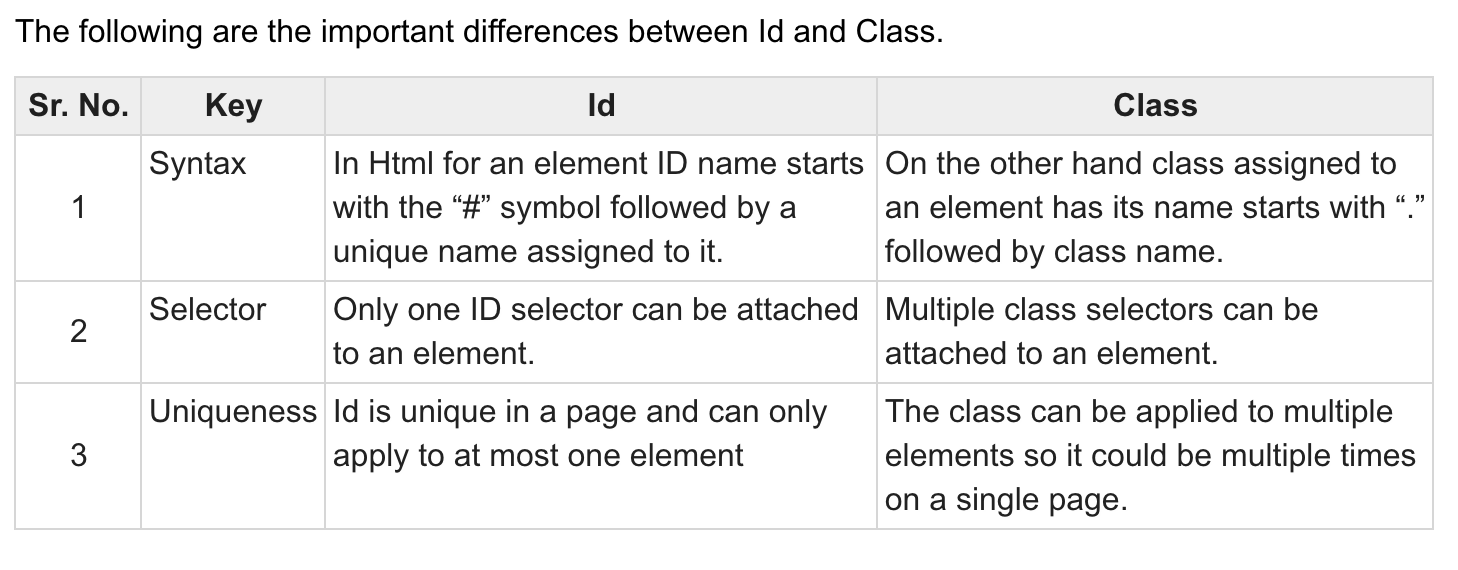 The following are the important differences between Id and Class.
Sr. No. Key Id Class
1 Syntax In Html for an element ID name starts with the “#” symbol followed by a unique name assigned to it. On the other hand class assigned to an element has its name starts with “.” followed by class name.
2 Selector Only one ID selector can be attached to an element. Multiple class selectors can be attached to an element.
3 Uniqueness Id is unique in a page and can only apply to at most one element The class can be applied to multiple elements so it could be multiple times on a single page.